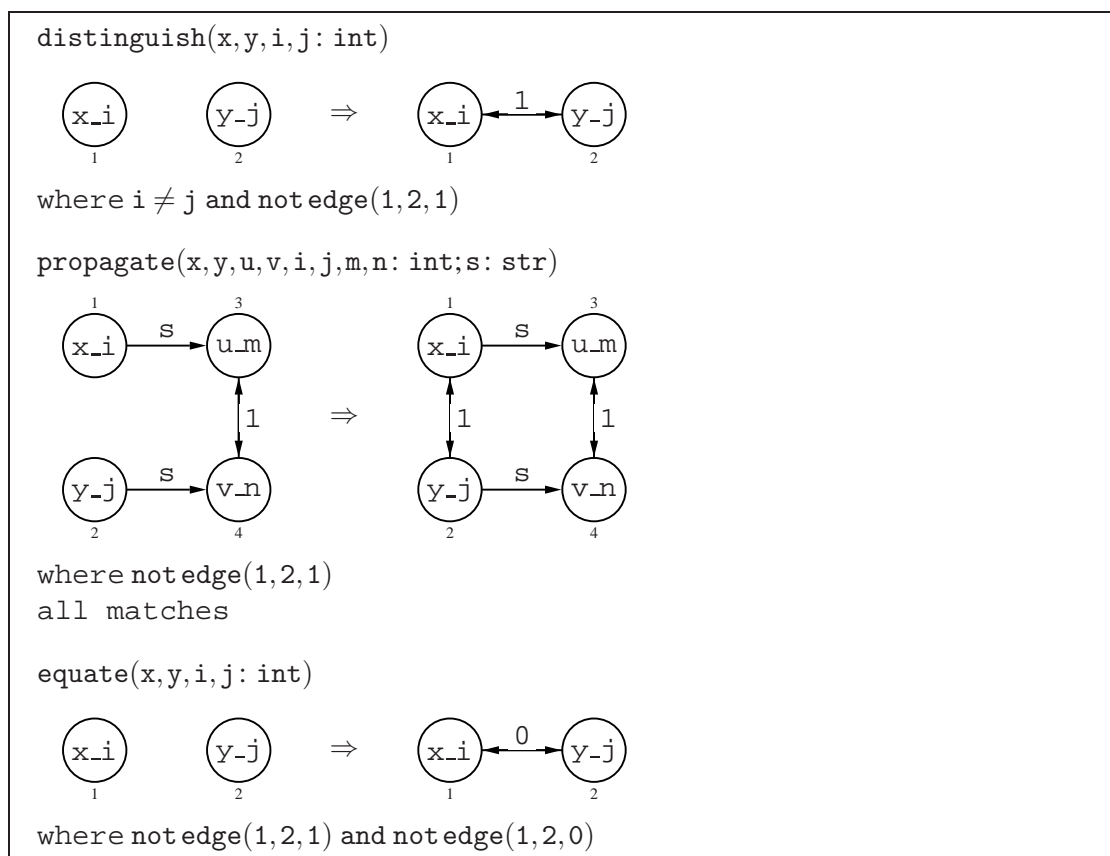 distinguish(x,y,i,j: int)
x_i y_j ⇒ x_i 1 y_j
1 2 1 2
where i ≠ j and not edge(1,2,1)
propagate(x,y,u,v,i,j,m,n: int;s: str)
1 3 1 3
x_i s u_m x_i s u_m
1 ⇒ 1 1
y_j s v_n y_j s v_n
2 4 2 4
where not edge(1,2,1)
all matches
equate(x,y,i,j: int)
x_i y_j ⇒ x_i 0 y_j
1 2 1 2
where not edge(1,2,1) and not edge(1,2,0)